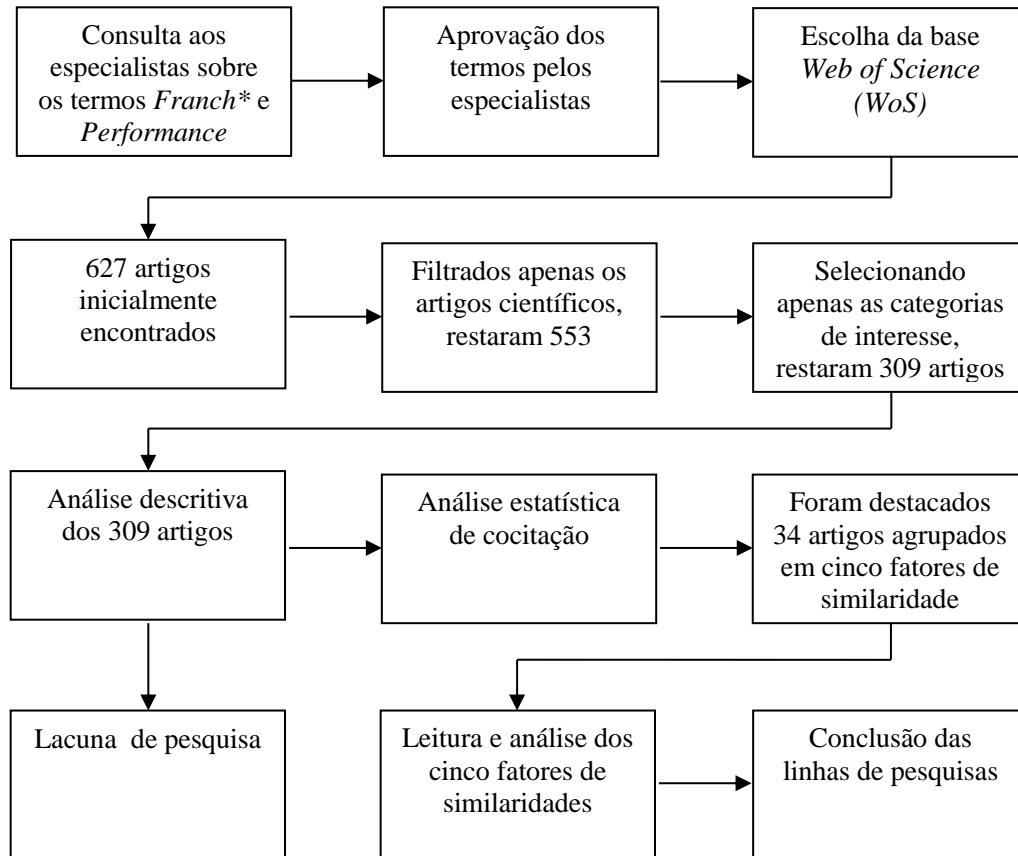 Consulta aos
especialistas sobre
os termos Franch* e
Performance
Aprovação dos
termos pelos
especialistas
Escolha da base
Web of Science
(WoS)
627 artigos
inicialmente
encontrados
Filtrados apenas os
artigos científicos,
restaram 553
Selecionando
apenas as categorias
de interesse,
restaram 309 artigos
Análise descritiva
dos 309 artigos
Análise estatística
de cocitação
Foram destacados
34 artigos agrupados
em cinco fatores de
similaridade
Lacuna de pesquisa
Leitura e análise dos
cinco fatores de
similaridades
Conclusão das
linhas de pesquisas